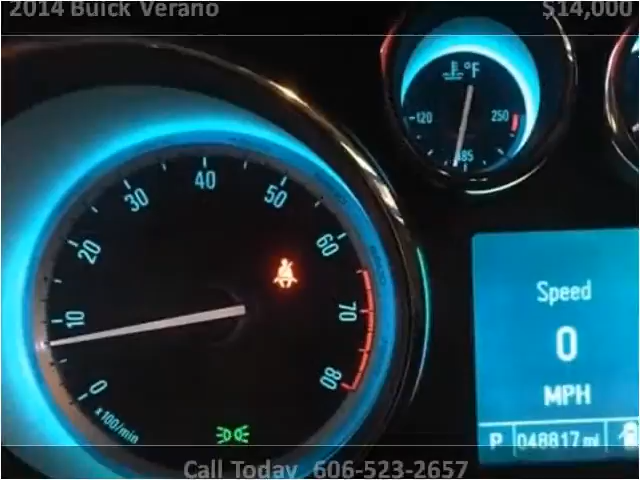 2014 Buick Verano $14,000
°F
-120 250
185
40
30 50
20 60
10 70
0 80
x100/min
Speed
0
MPH
P 048817 mi
Call Today 606-523-2657